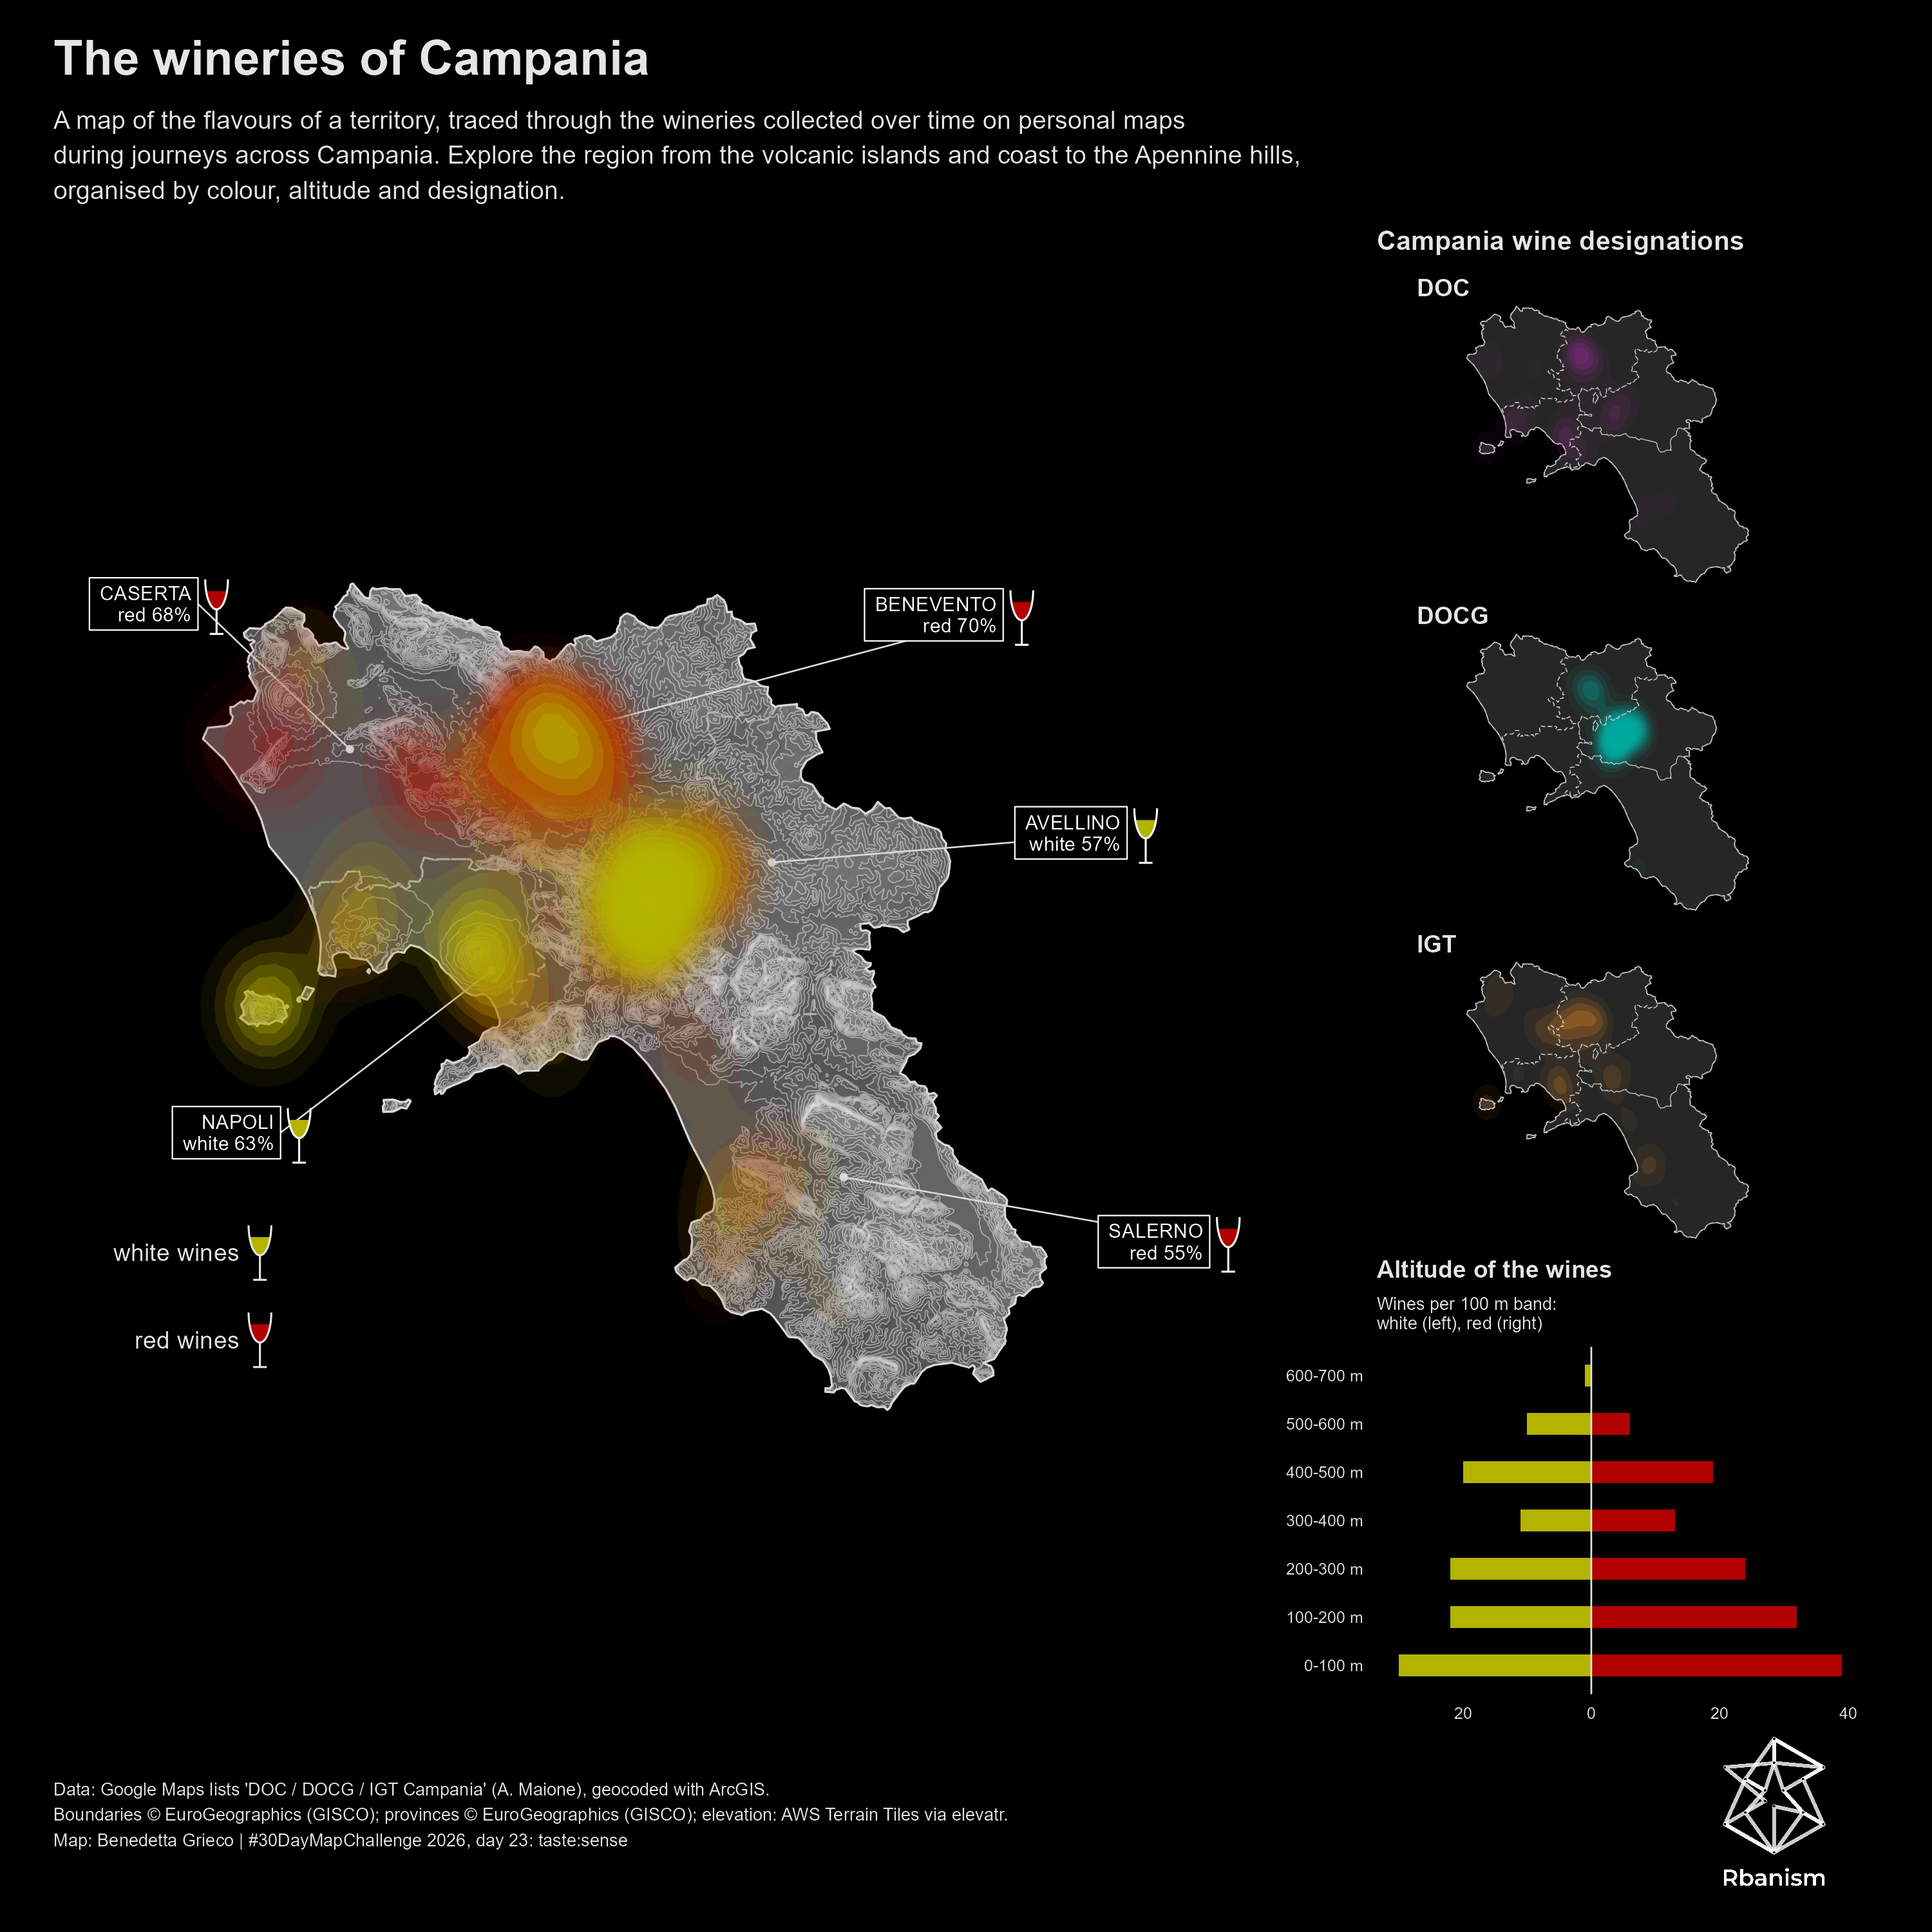 The wineries of Campania
A map of the flavours of a territory, traced through the wineries collected over time on personal maps
during journeys across Campania. Explore the region from the volcanic islands and coast to the Apennine hills,
organised by colour, altitude and designation.
Campania wine designations
DOC
DOCG
IGT
CASERTA
red 68%
BENEVENTO
red 70%
AVELLINO
white 57%
NAPOLI
white 63%
SALERNO
red 55%
white wines
red wines
Altitude of the wines
Wines per 100 m band:
white (left), red (right)
600-700 m
500-600 m
400-500 m
300-400 m
200-300 m
100-200 m
0-100 m
20 0 20 40
Data: Google Maps lists 'DOC / DOCG / IGT Campania' (A. Maione), geocoded with ArcGIS.
Boundaries © EuroGeographics (GISCO); provinces © EuroGeographics (GISCO); elevation: AWS Terrain Tiles via elevatr.
Map: Benedetta Grieco | #30DayMapChallenge 2026, day 23: taste:sense
Rbanism